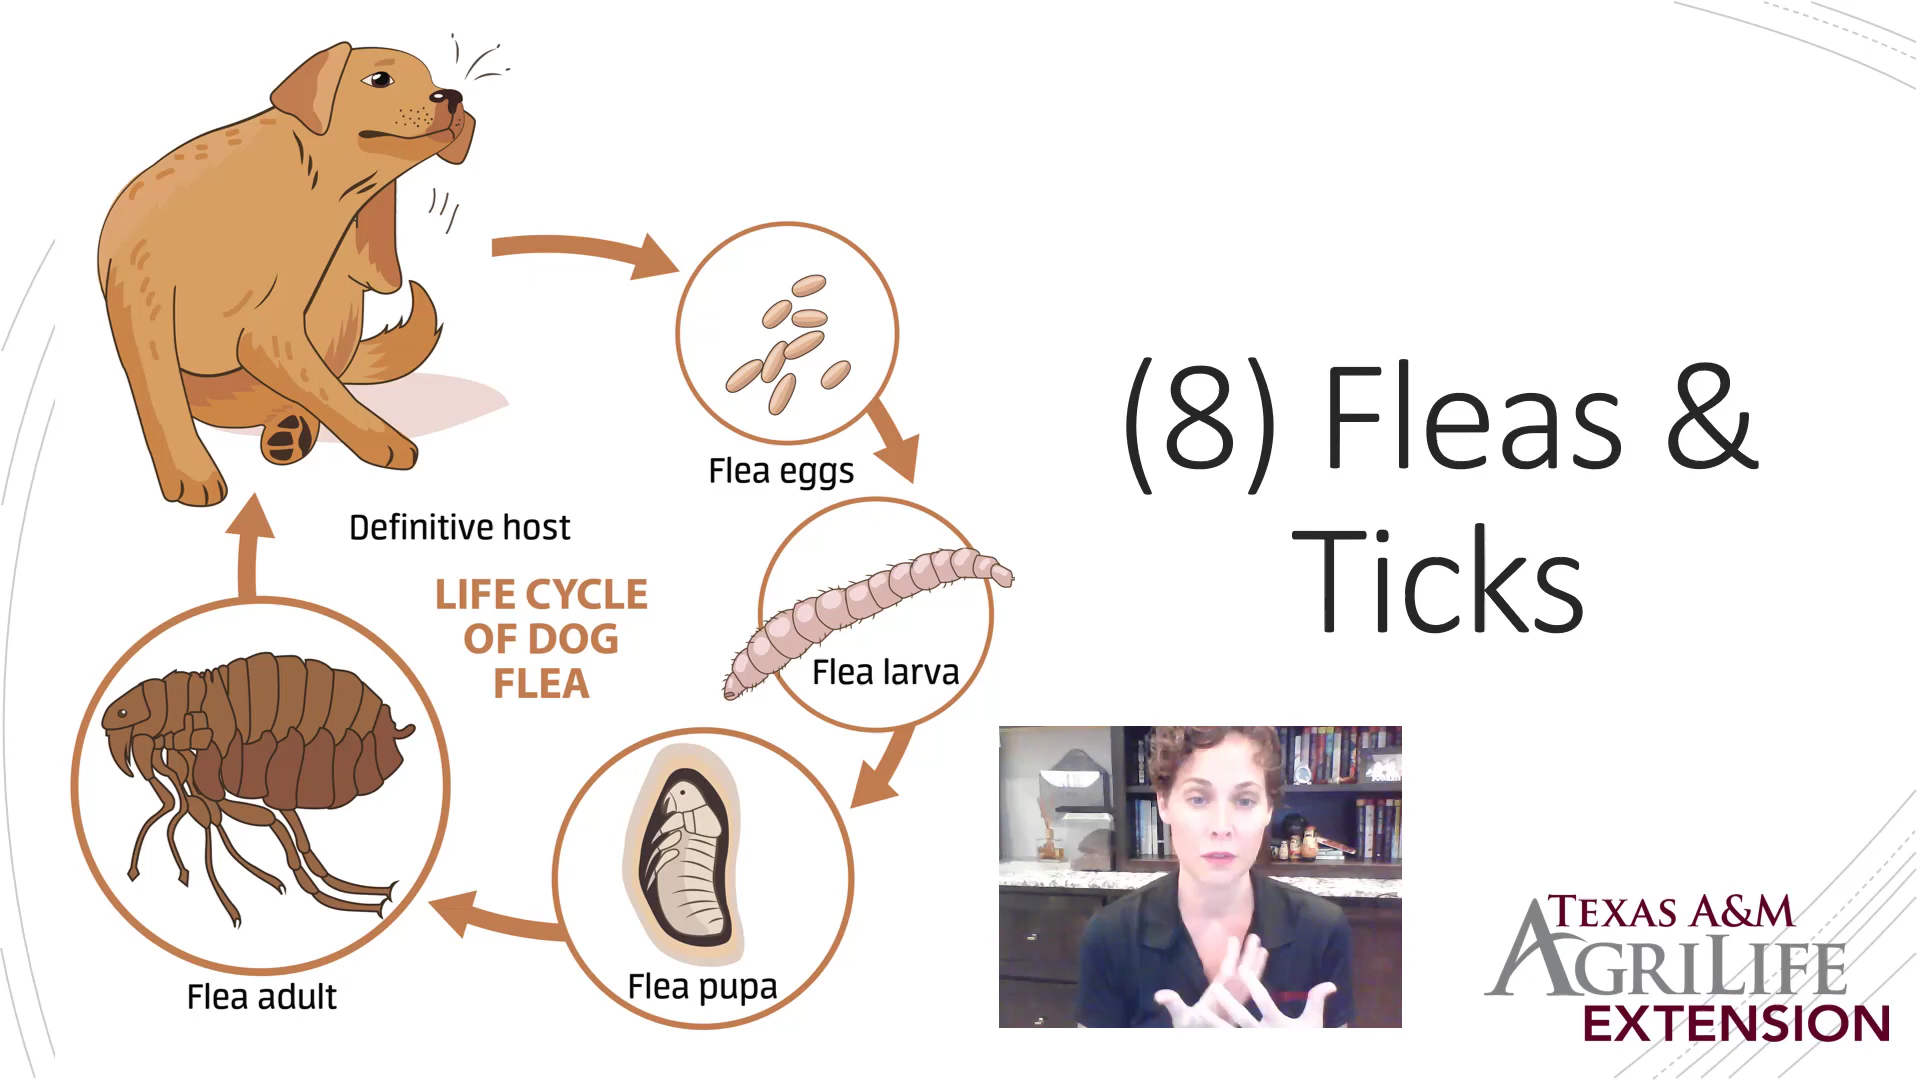 (8) Fleas &
Ticks
Flea eggs
Definitive host
LIFE CYCLE
OF DOG
FLEA
Flea larva
Flea pupa
Flea adult
TEXAS A&M
AGRILIFE
EXTENSION